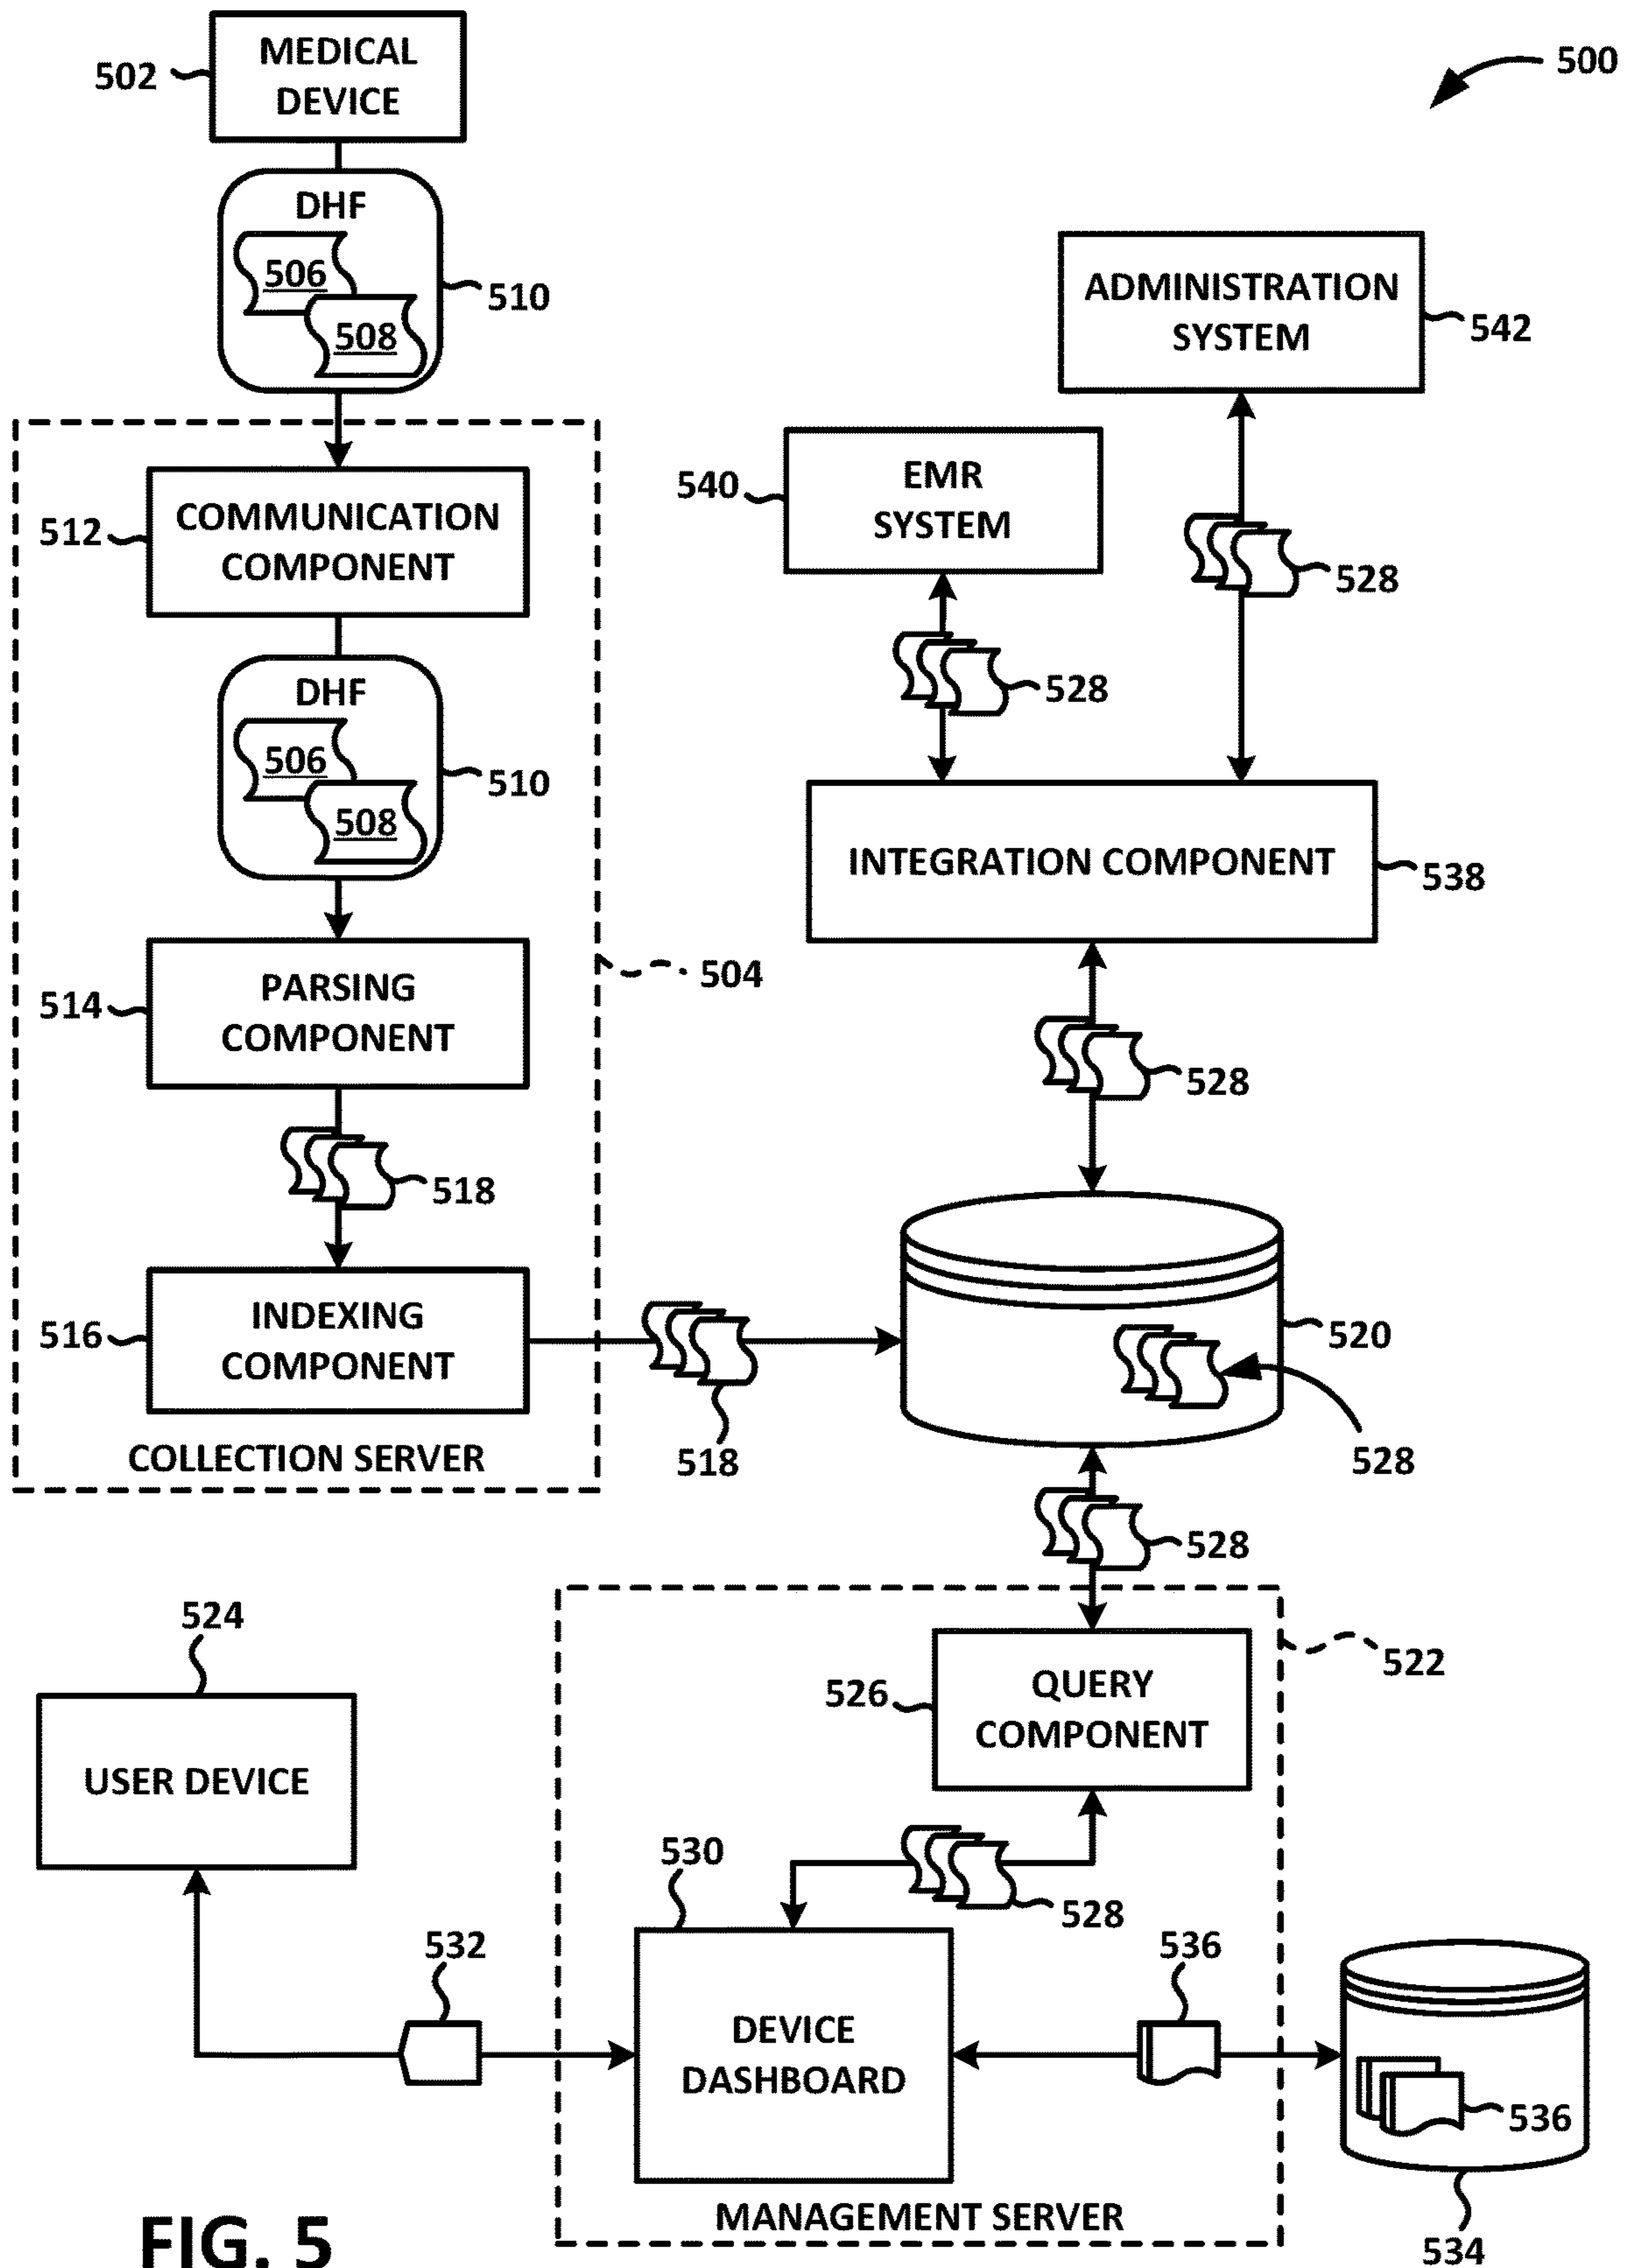 MEDICAL
DEVICE
502
500
DHF
506
508
510
ADMINISTRATION
SYSTEM
542
EMR
SYSTEM
540
528
528
COMMUNICATION
COMPONENT
512
DHF
506
508
510
INTEGRATION COMPONENT
538
504
PARSING
COMPONENT
514
528
518
INDEXING
COMPONENT
516
518
520
528
COLLECTION SERVER
528
524
522
QUERY
COMPONENT
526
USER DEVICE
530
528
532
536
DEVICE
DASHBOARD
536
MANAGEMENT SERVER
534
FIG. 5